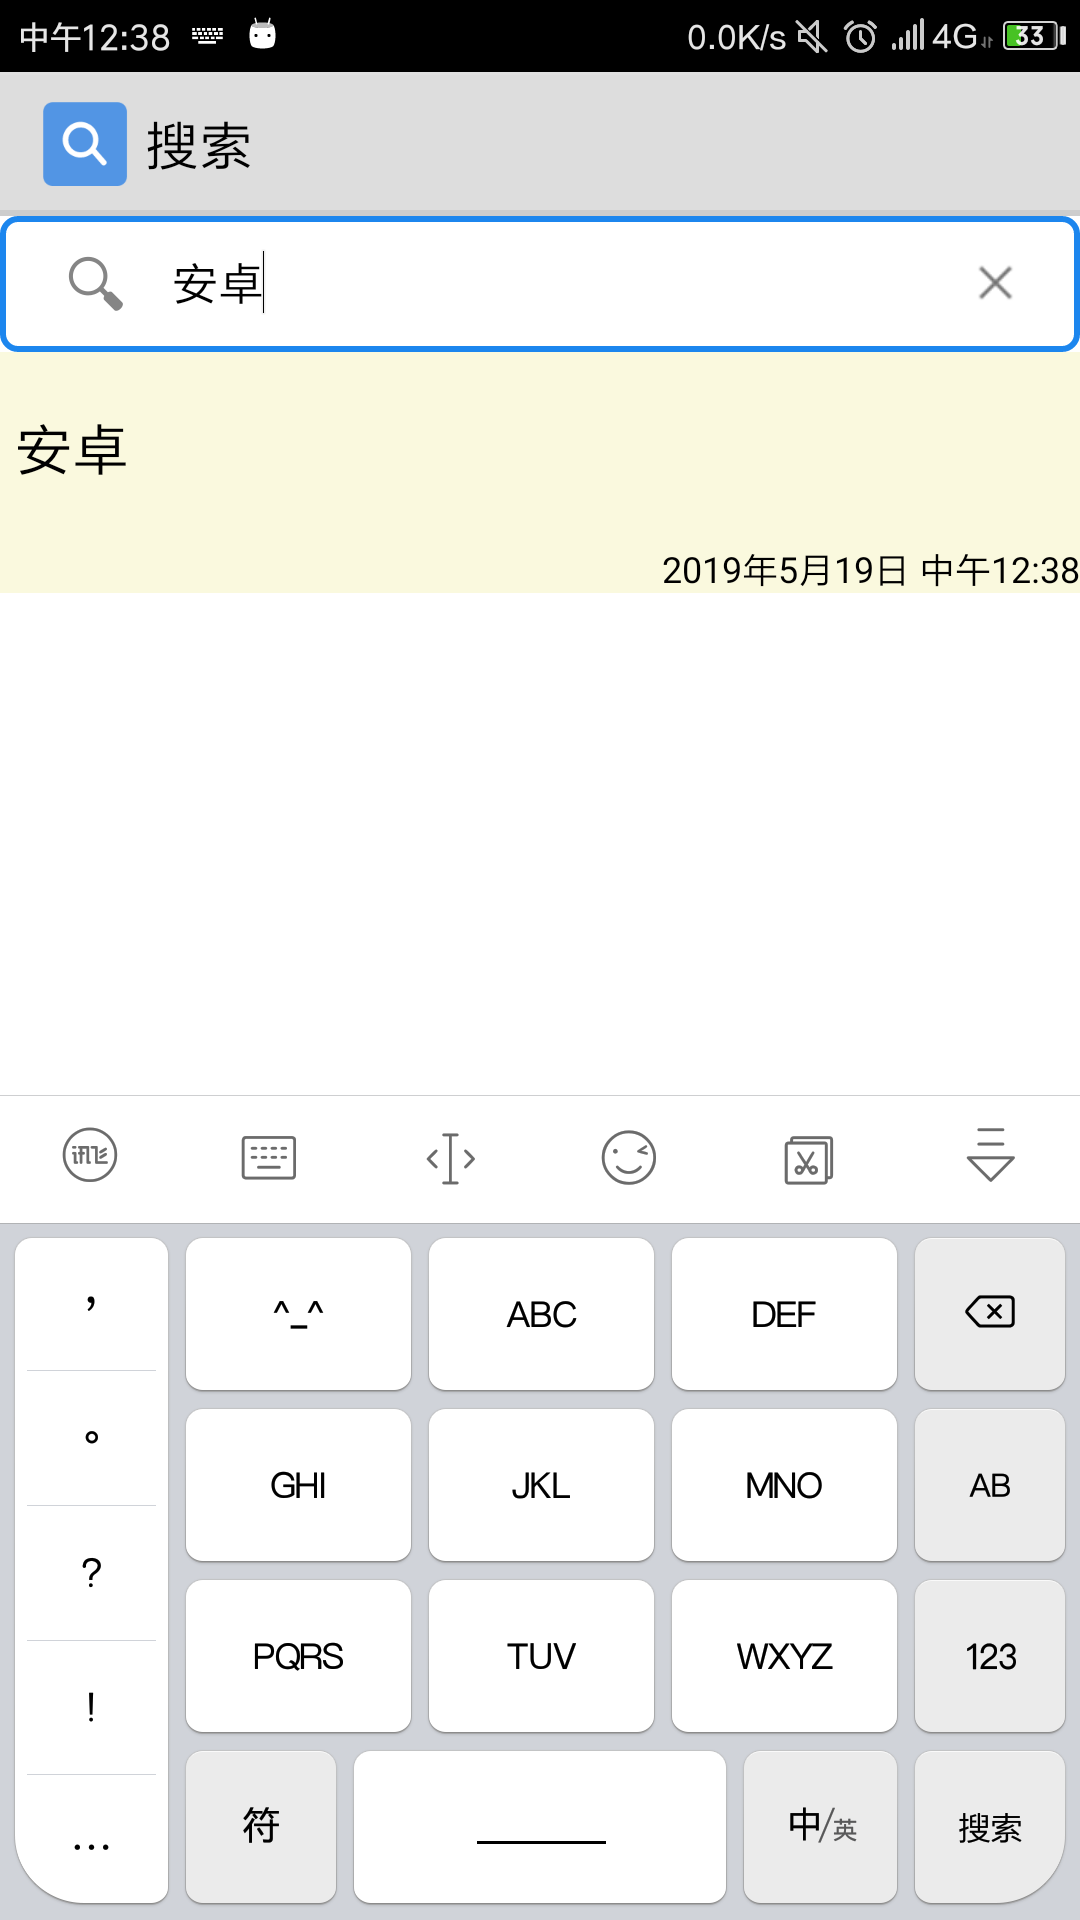 中午12:38 0.0K/s 4G 33
搜索
安卓
安卓
2019年5月19日 中午12:38
讯飞
， ^_^ ABC DEF
。 GHI JKL MNO AB
? PQRS TUV WXYZ 123
!
... 符 中/英 搜索